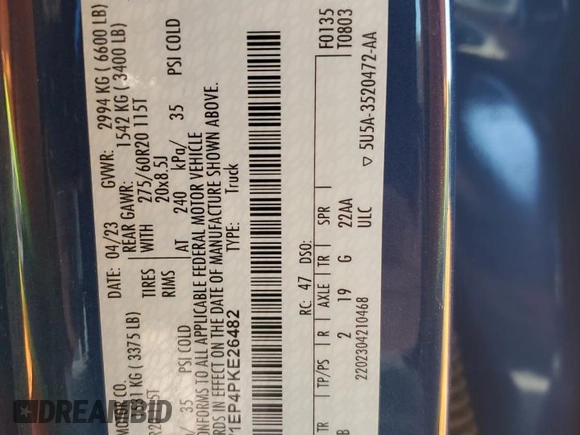 MOTOR CO.
DATE: 04/23 GVWR: 2994 KG ( 6600 LB)
31 KG ( 3375 LB) REAR GAWR: 1542 KG ( 3400 LB)
TIRES WITH 275/60R20 115T
RIMS 20x8.5J
/ 35 PSI COLD AT 240 kPa/ 35 PSI COLD
ONFORMS TO ALL APPLICABLE FEDERAL MOTOR VEHICLE
RDS IN EFFECT ON THE DATE OF MANUFACTURE SHOWN ABOVE.
1EP4PKE26482 TYPE: Truck
F0135
RC: 47 DSO: T0803
TR TP/PS R AXLE TR SPR
B 2 19 G 22AA
2202304210468 ULC
▽ 5U5A-3520472-AA
DREAMBID